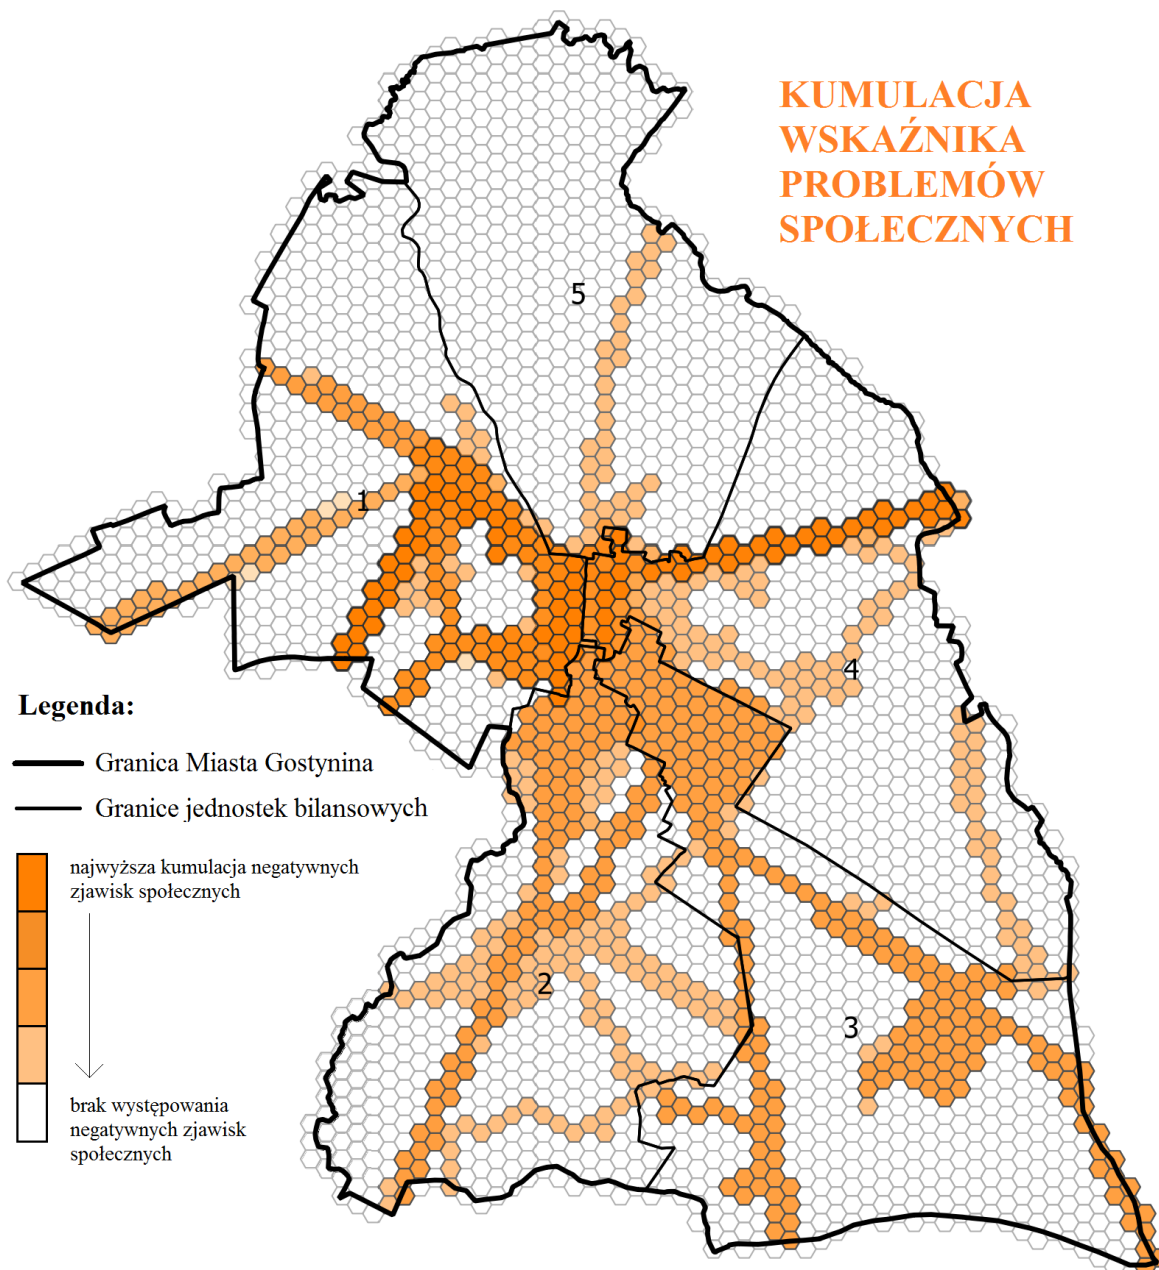 KUMULACJA
WSKAŹNIKA
PROBLEMÓW
SPOŁECZNYCH
5
1
4
Legenda:
Granica Miasta Gostynina
Granice jednostek bilansowych
najwyższa kumulacja negatywnych
zjawisk społecznych
2
3
brak występowania
negatywnych zjawisk
społecznych